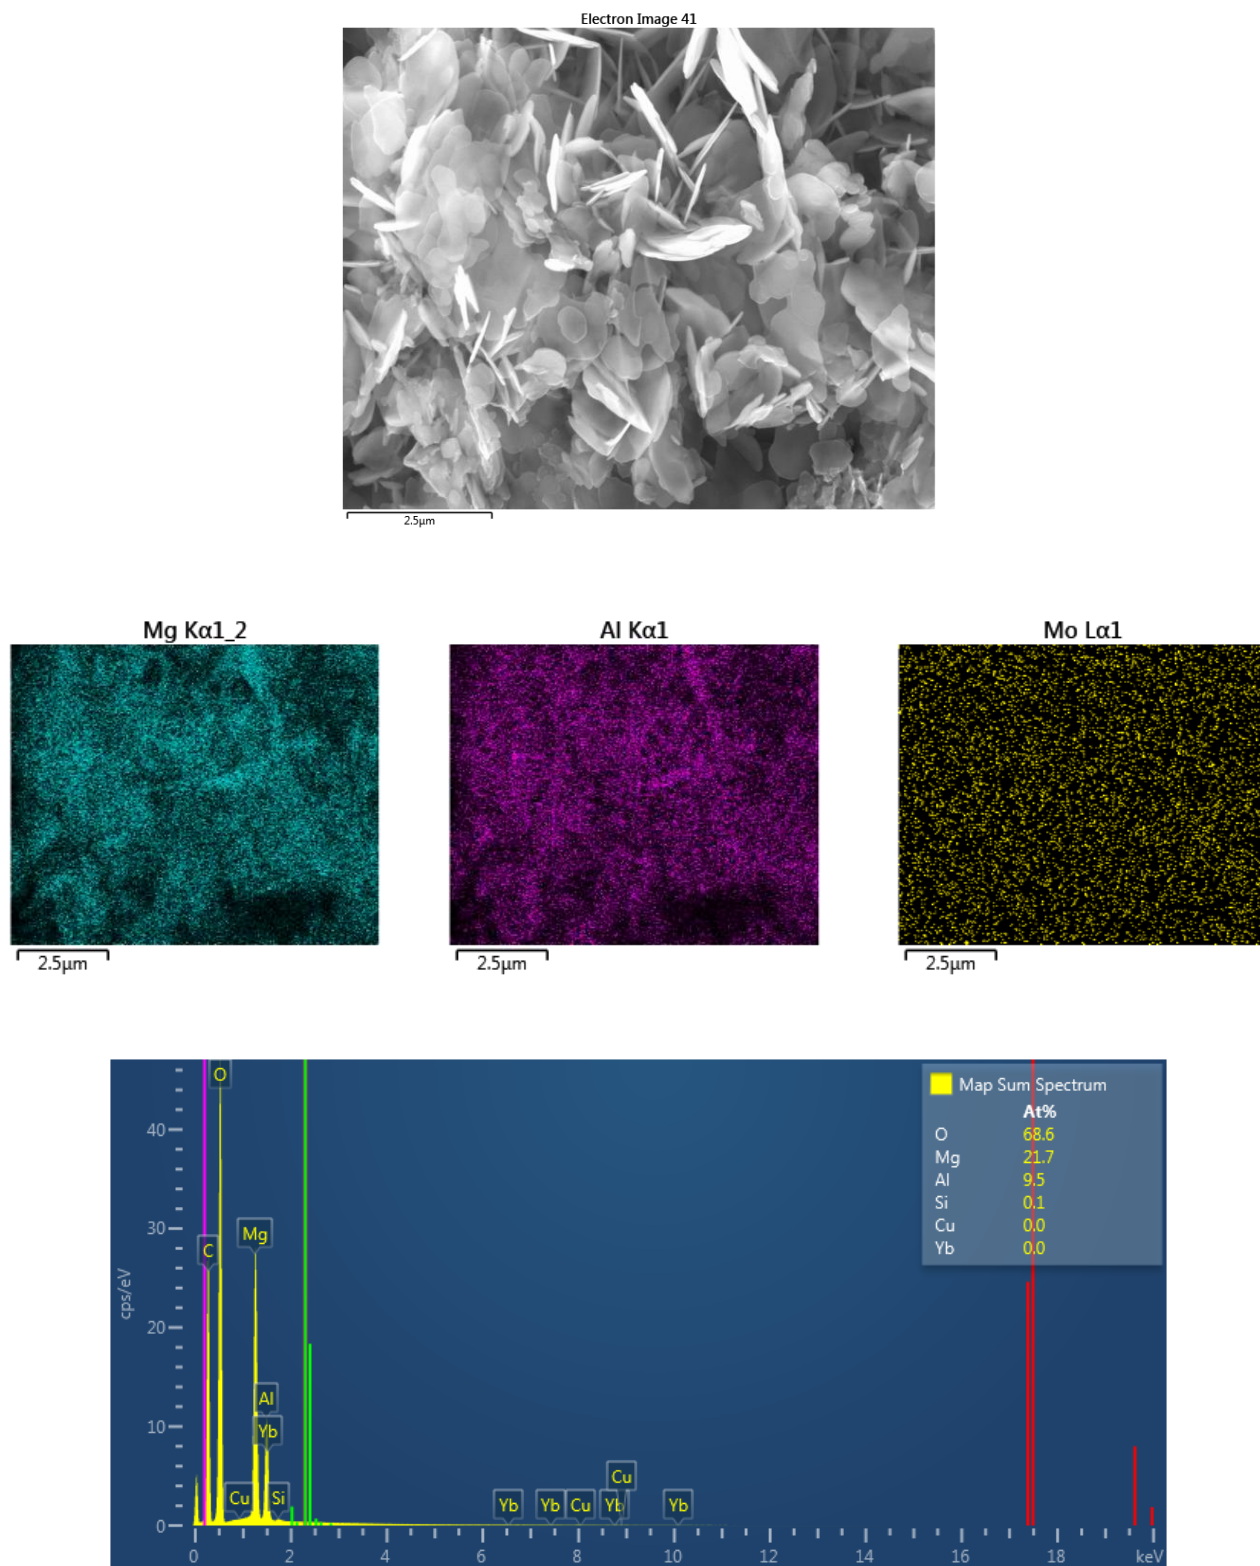 Electron Image 41
2.5µm
Mg Kα1_2
Al Kα1
Mo Lα1
2.5µm
2.5µm
2.5µm
Map Sum Spectrum
At%
O 68.6
Mg 21.7
Al 9.5
Si 0.1
Cu 0.0
Yb 0.0
cps/eV
40
30
20
10
0
O
C
Mg
Al
Yb
Cu
Si
Yb
Yb
Cu
Yb
Cu
Yb
0 2 4 6 8 10 12 14 16 18 keV